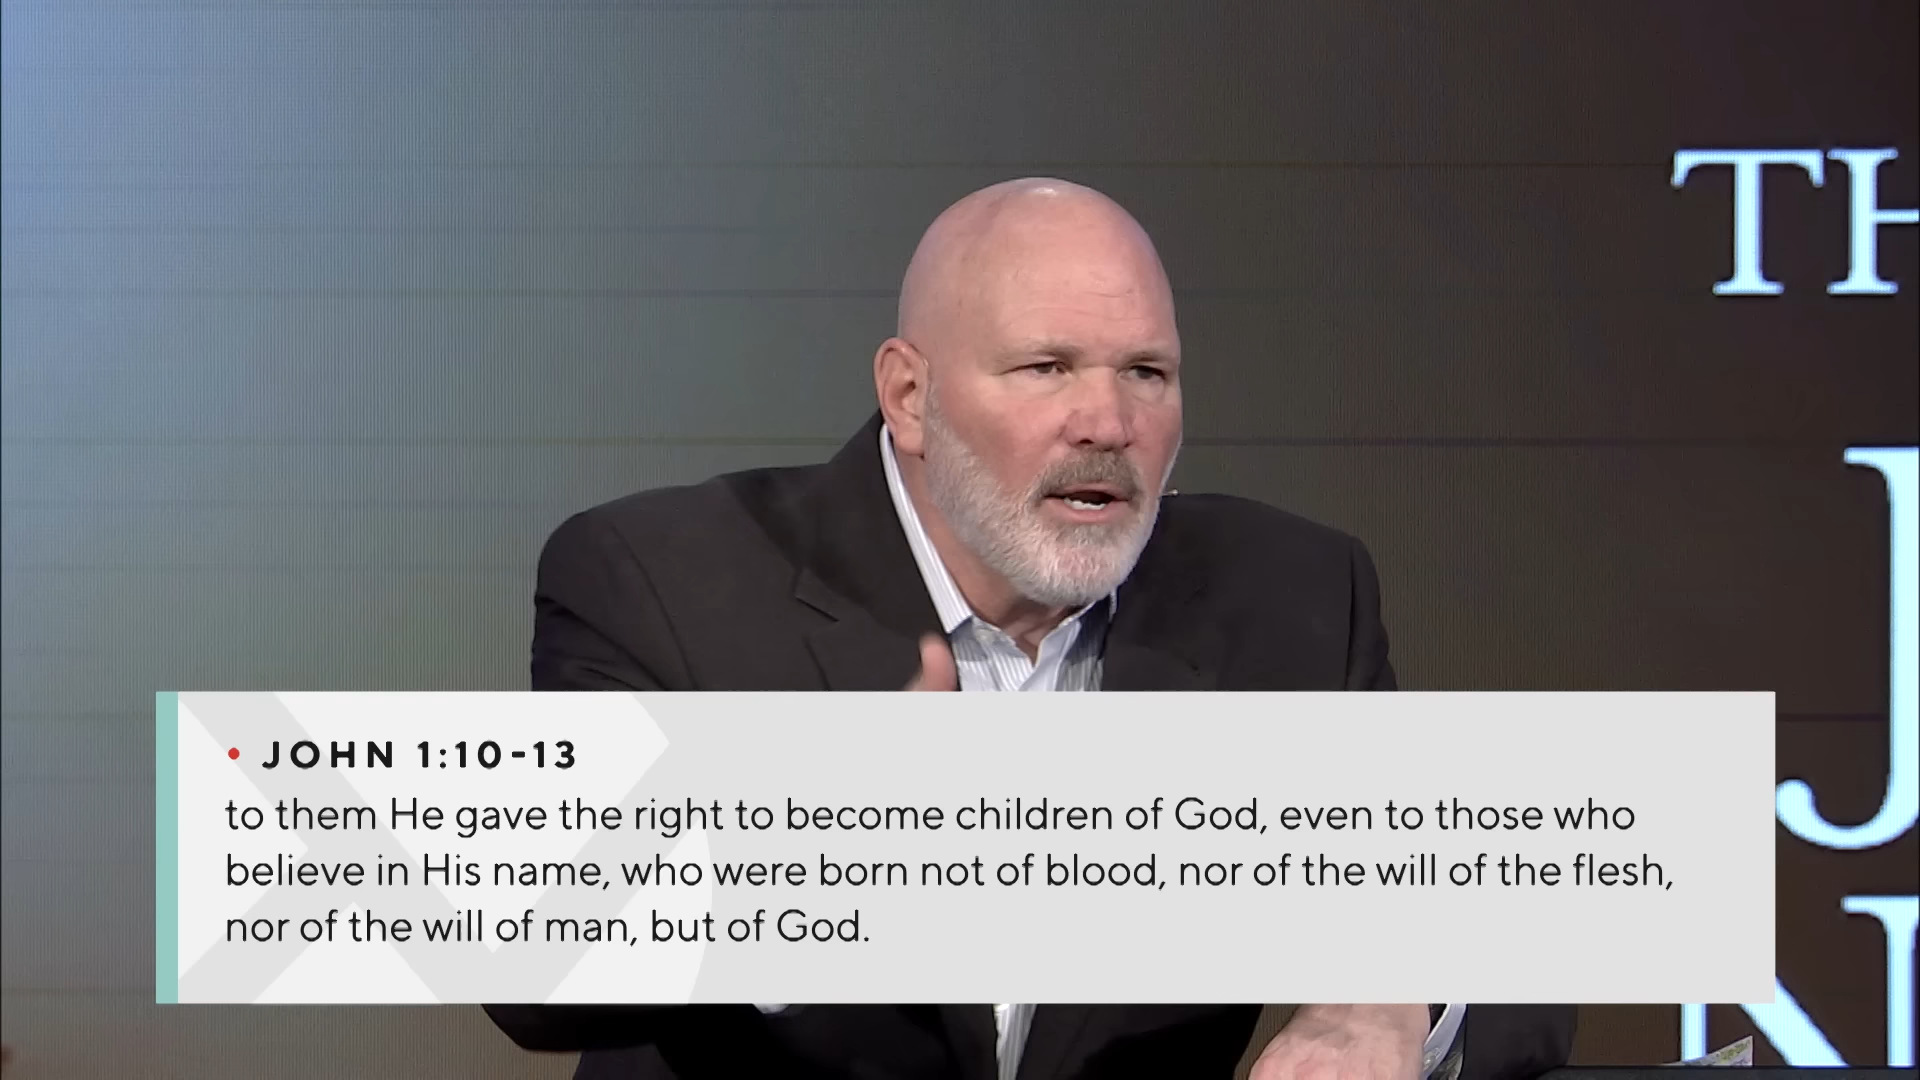 TH
J
N
• JOHN 1:10-13
to them He gave the right to become children of God, even to those who
believe in His name, who were born not of blood, nor of the will of the flesh,
nor of the will of man, but of God.